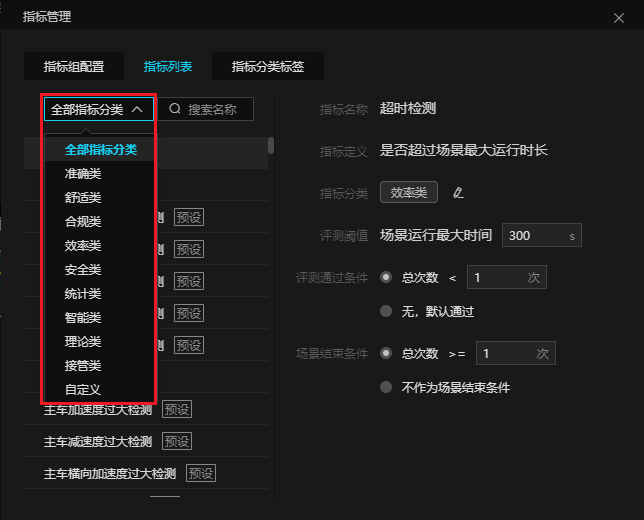 指标管理
指标组配置 指标列表 指标分类标签
全部指标分类 搜索名称
全部指标分类
准确类
舒适类
合规类
测 预设
效率类
测 预设
安全类
测 预设
统计类
智能类
测 预设
理论类
测 预设
接管类
自定义
主车加速度过大检测 预设
主车减速度过大检测 预设
主车横向加速度过大检测 预设
指标名称 超时检测
指标定义 是否超过场景最大运行时长
指标分类 效率类
评测阈值 场景运行最大时间 300 s
评测通过条件 总次数 < 1 次
无，默认通过
场景结束条件 总次数 >= 1 次
不作为场景结束条件